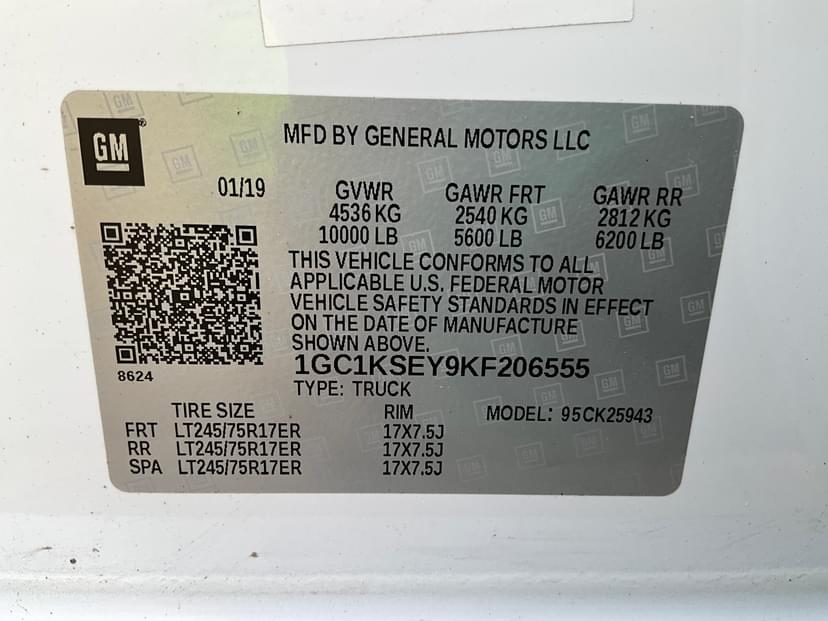 GM
MFD BY GENERAL MOTORS LLC
01/19
GVWR GAWR FRT GAWR RR
4536 KG 2540 KG 2812 KG
10000 LB 5600 LB 6200 LB
THIS VEHICLE CONFORMS TO ALL
APPLICABLE U.S. FEDERAL MOTOR
VEHICLE SAFETY STANDARDS IN EFFECT
ON THE DATE OF MANUFACTURE
SHOWN ABOVE.
1GC1KSEY9KF206555
8624
TYPE: TRUCK
TIRE SIZE RIM MODEL: 95CK25943
FRT LT245/75R17ER 17X7.5J
RR LT245/75R17ER 17X7.5J
SPA LT245/75R17ER 17X7.5J